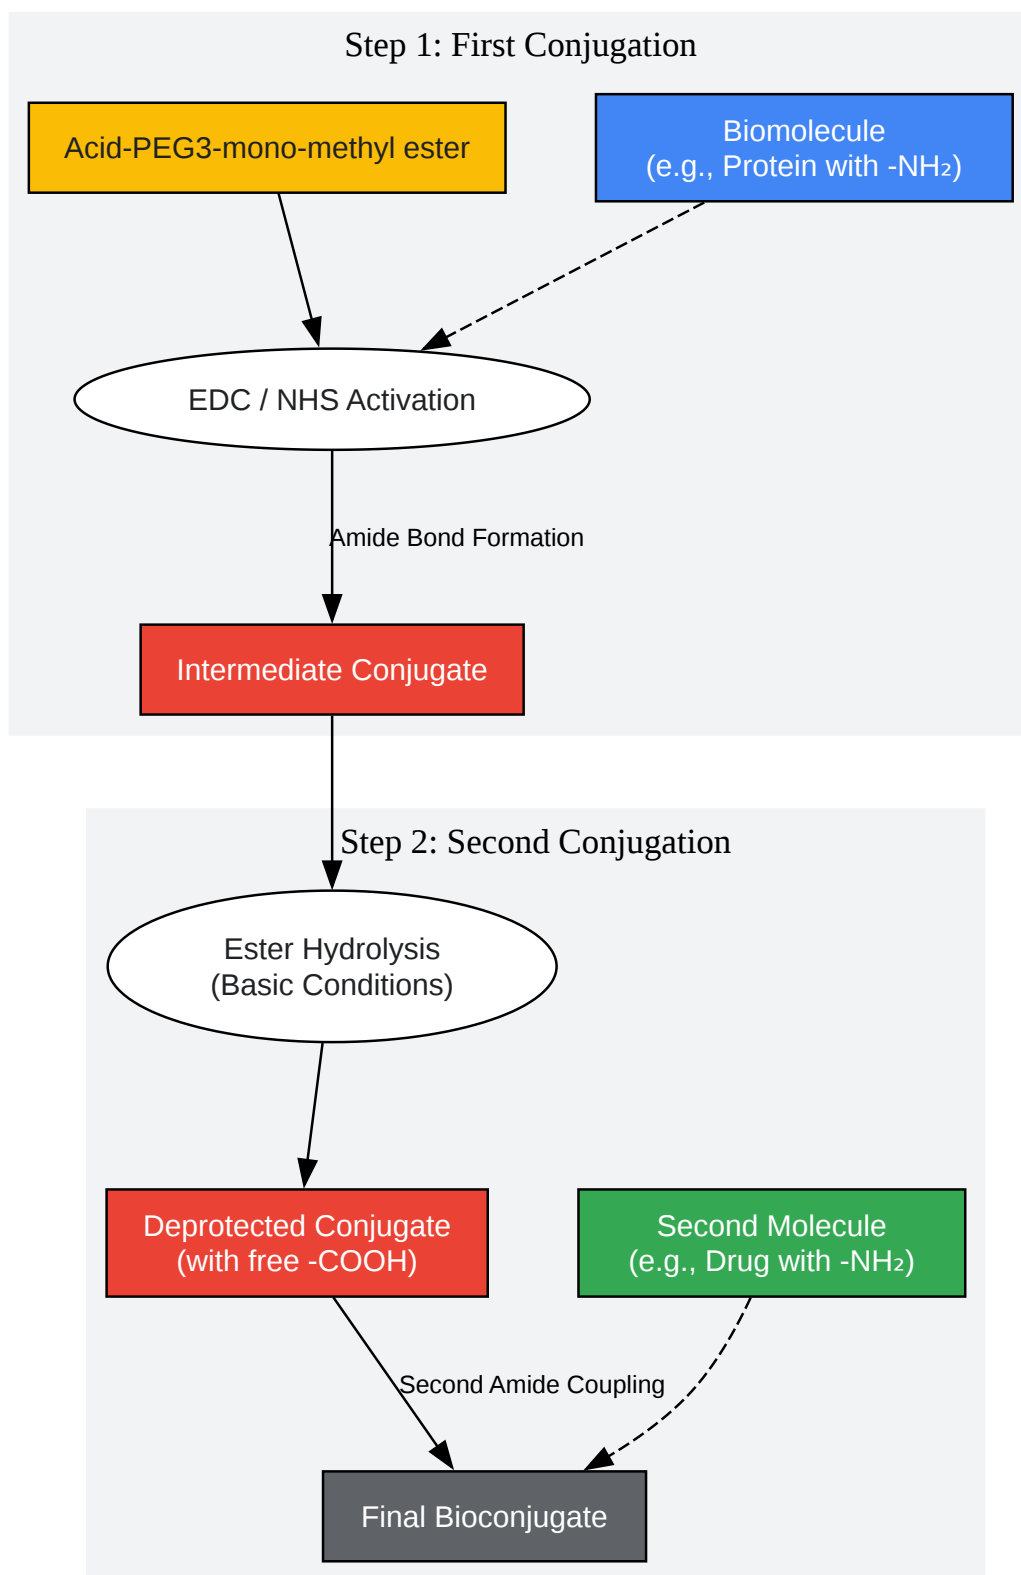 Step 1: First Conjugation
Acid-PEG3-mono-methyl ester
Biomolecule
(e.g., Protein with -NH₂)
EDC / NHS Activation
Amide Bond Formation
Intermediate Conjugate
Step 2: Second Conjugation
Ester Hydrolysis
(Basic Conditions)
Deprotected Conjugate
(with free -COOH)
Second Molecule
(e.g., Drug with -NH₂)
Second Amide Coupling
Final Bioconjugate